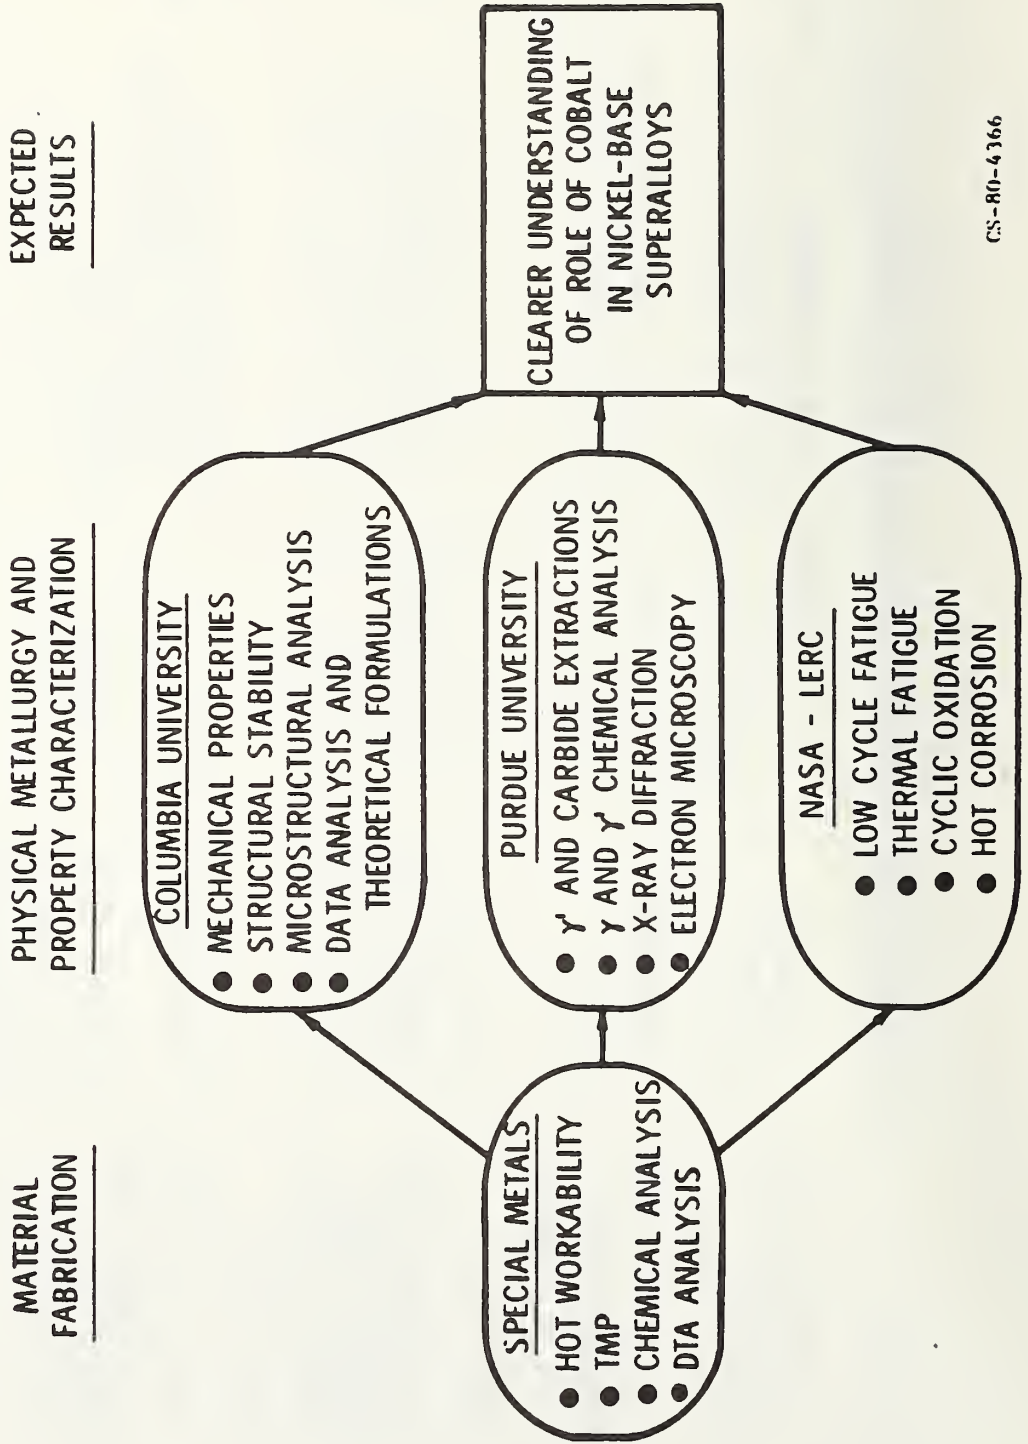 MATERIAL
FABRICATION
PHYSICAL METALLURGY AND
PROPERTY CHARACTERIZATION
EXPECTED
RESULTS
SPECIAL METALS
● HOT WORKABILITY
● TMP
● CHEMICAL ANALYSIS
● DTA ANALYSIS
COLUMBIA UNIVERSITY
● MECHANICAL PROPERTIES
● STRUCTURAL STABILITY
● MICROSTRUCTURAL ANALYSIS
● DATA ANALYSIS AND
THEORETICAL FORMULATIONS
PURDUE UNIVERSITY
● γ' AND CARBIDE EXTRACTIONS
● γ AND γ' CHEMICAL ANALYSIS
● X-RAY DIFFRACTION
● ELECTRON MICROSCOPY
NASA - LERC
● LOW CYCLE FATIGUE
● THERMAL FATIGUE
● CYCLIC OXIDATION
● HOT CORROSION
CLEARER UNDERSTANDING
OF ROLE OF COBALT
IN NICKEL-BASE
SUPERALLOYS
CS-80-4366